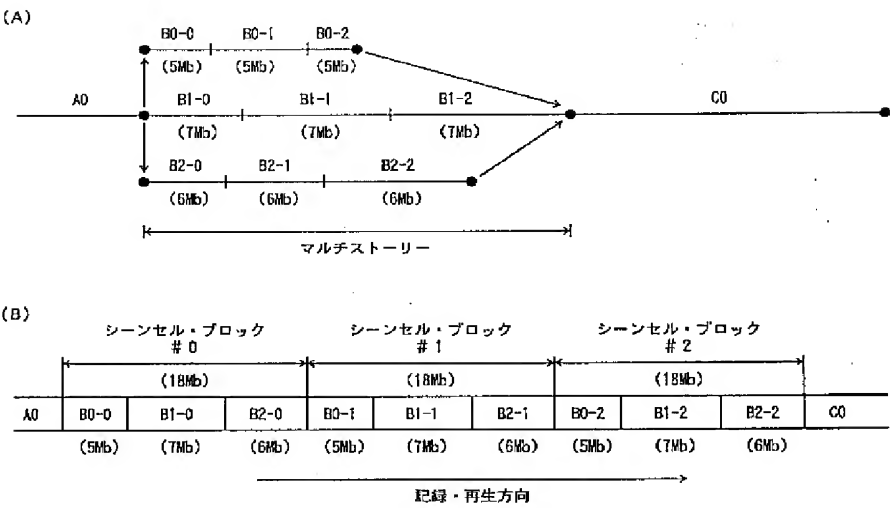 (A)
B0-0 B0-1 B0-2
(5Mb) (5Mb) (5Mb)
A0 B1-0 B1-1 B1-2 C0
(7Mb) (7Mb) (7Mb)
B2-0 B2-1 B2-2
(6Mb) (6Mb) (6Mb)
マルチストーリー
(B)
シーンセル・ブロック シーンセル・ブロック シーンセル・ブロック
#0 #1 #2
(18Mb) (18Mb) (18Mb)
A0 B0-0 B1-0 B2-0 B0-1 B1-1 B2-1 B0-2 B1-2 B2-2 C0
(5Mb) (7Mb) (6Mb) (5Mb) (7Mb) (6Mb) (5Mb) (7Mb) (6Mb)
記録・再生方向